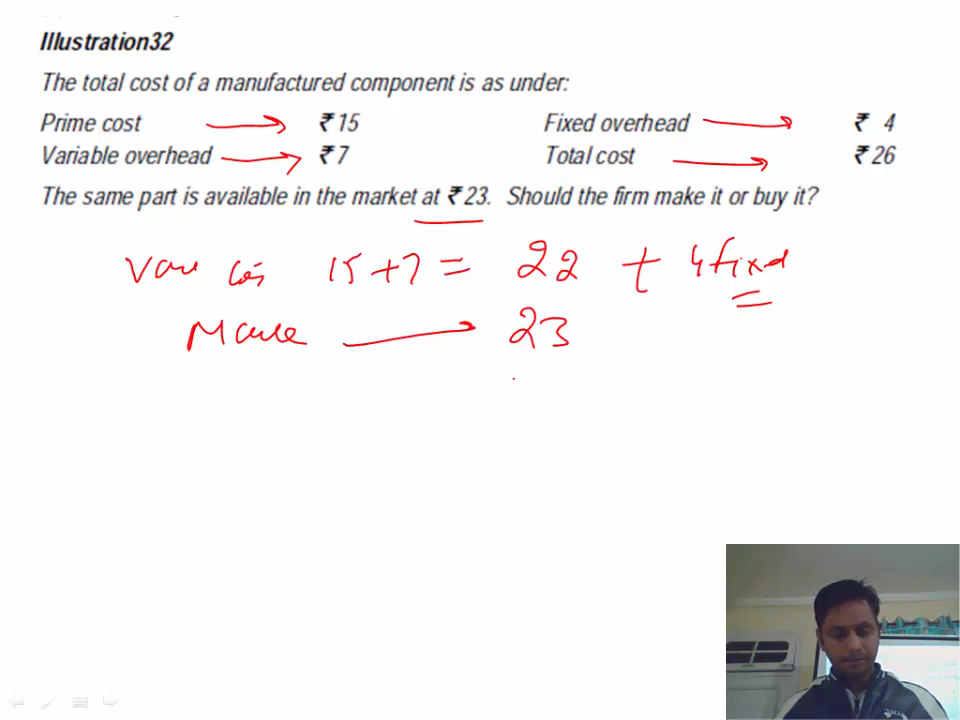 Illustration32
The total cost of a manufactured component is as under:
Prime cost ₹ 15 Fixed overhead ₹ 4
Variable overhead ₹ 7 Total cost ₹ 26
The same part is available in the market at ₹ 23. Should the firm make it or buy it?
15 + 7 = 22 + 4 fixed
23